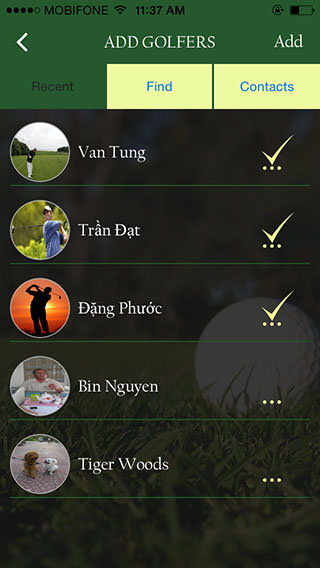 MOBIFONE 11:37 AM
ADD GOLFERS Add
Recent Find Contacts
Van Tung
Trần Đạt
Đặng Phước
Bin Nguyen
Tiger Woods